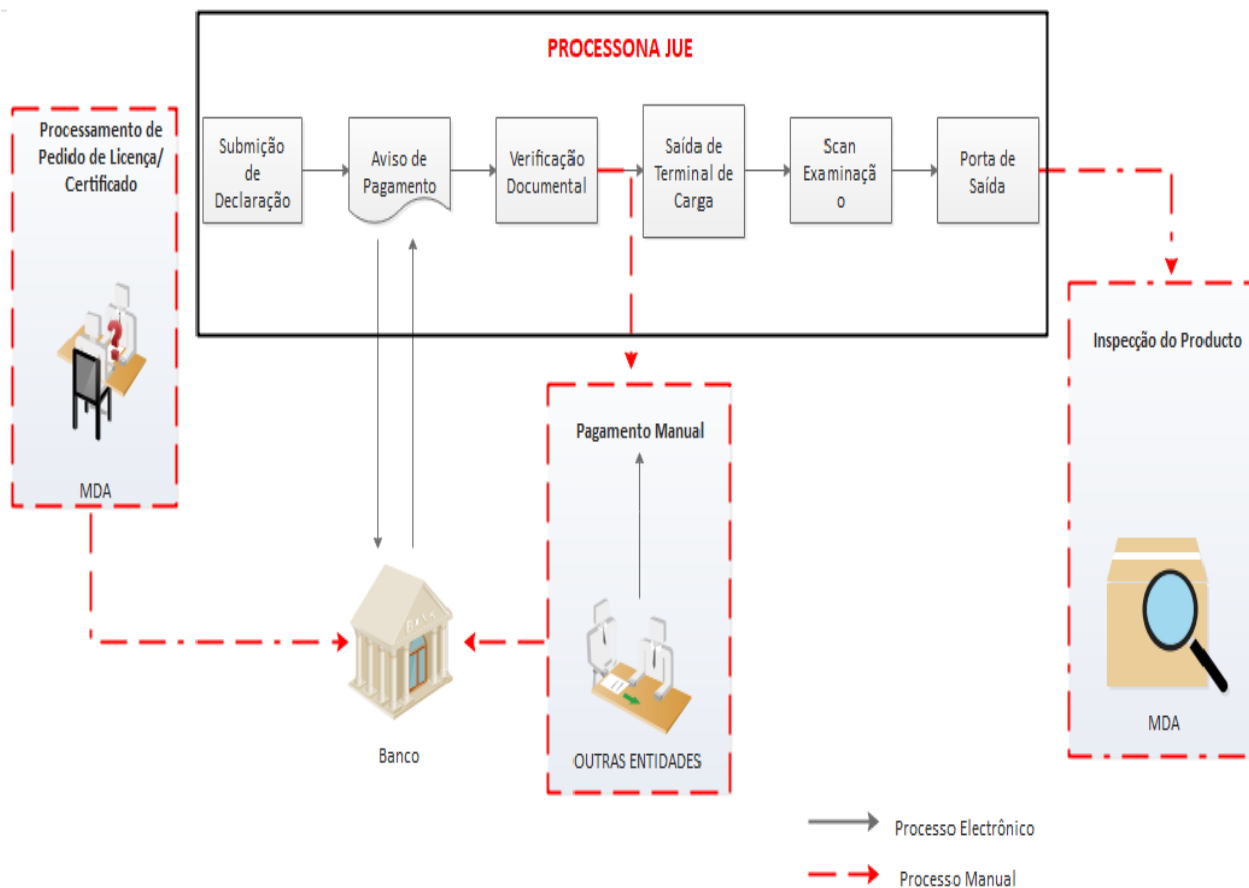 PROCESSONA JUE
Processamento de
Pedido de Licença/
Certificado
MDA
Submição
de
Declaração
Aviso de
Pagamento
Verificação
Documental
Saída de
Terminal de
Carga
Scan
Examinaçã
o
Porta de
Saída
Inspecção do Producto
MDA
Pagamento Manual
OUTRAS ENTIDADES
BANK
Banco
Processo Electrônico
Processo Manual